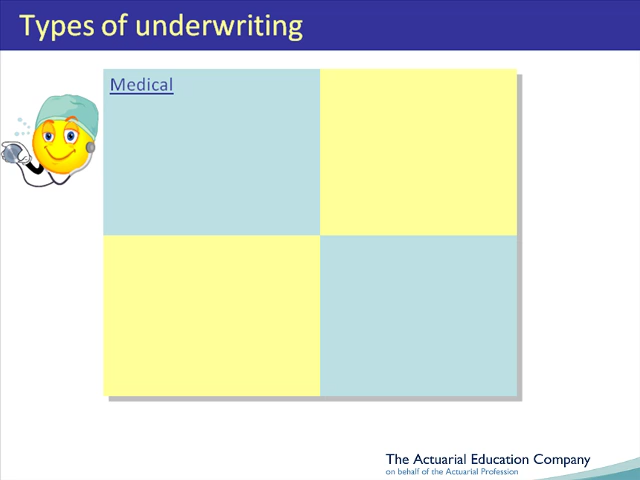 Types of underwriting
Medical
The Actuarial Education Company
on behalf of the Actuarial Profession